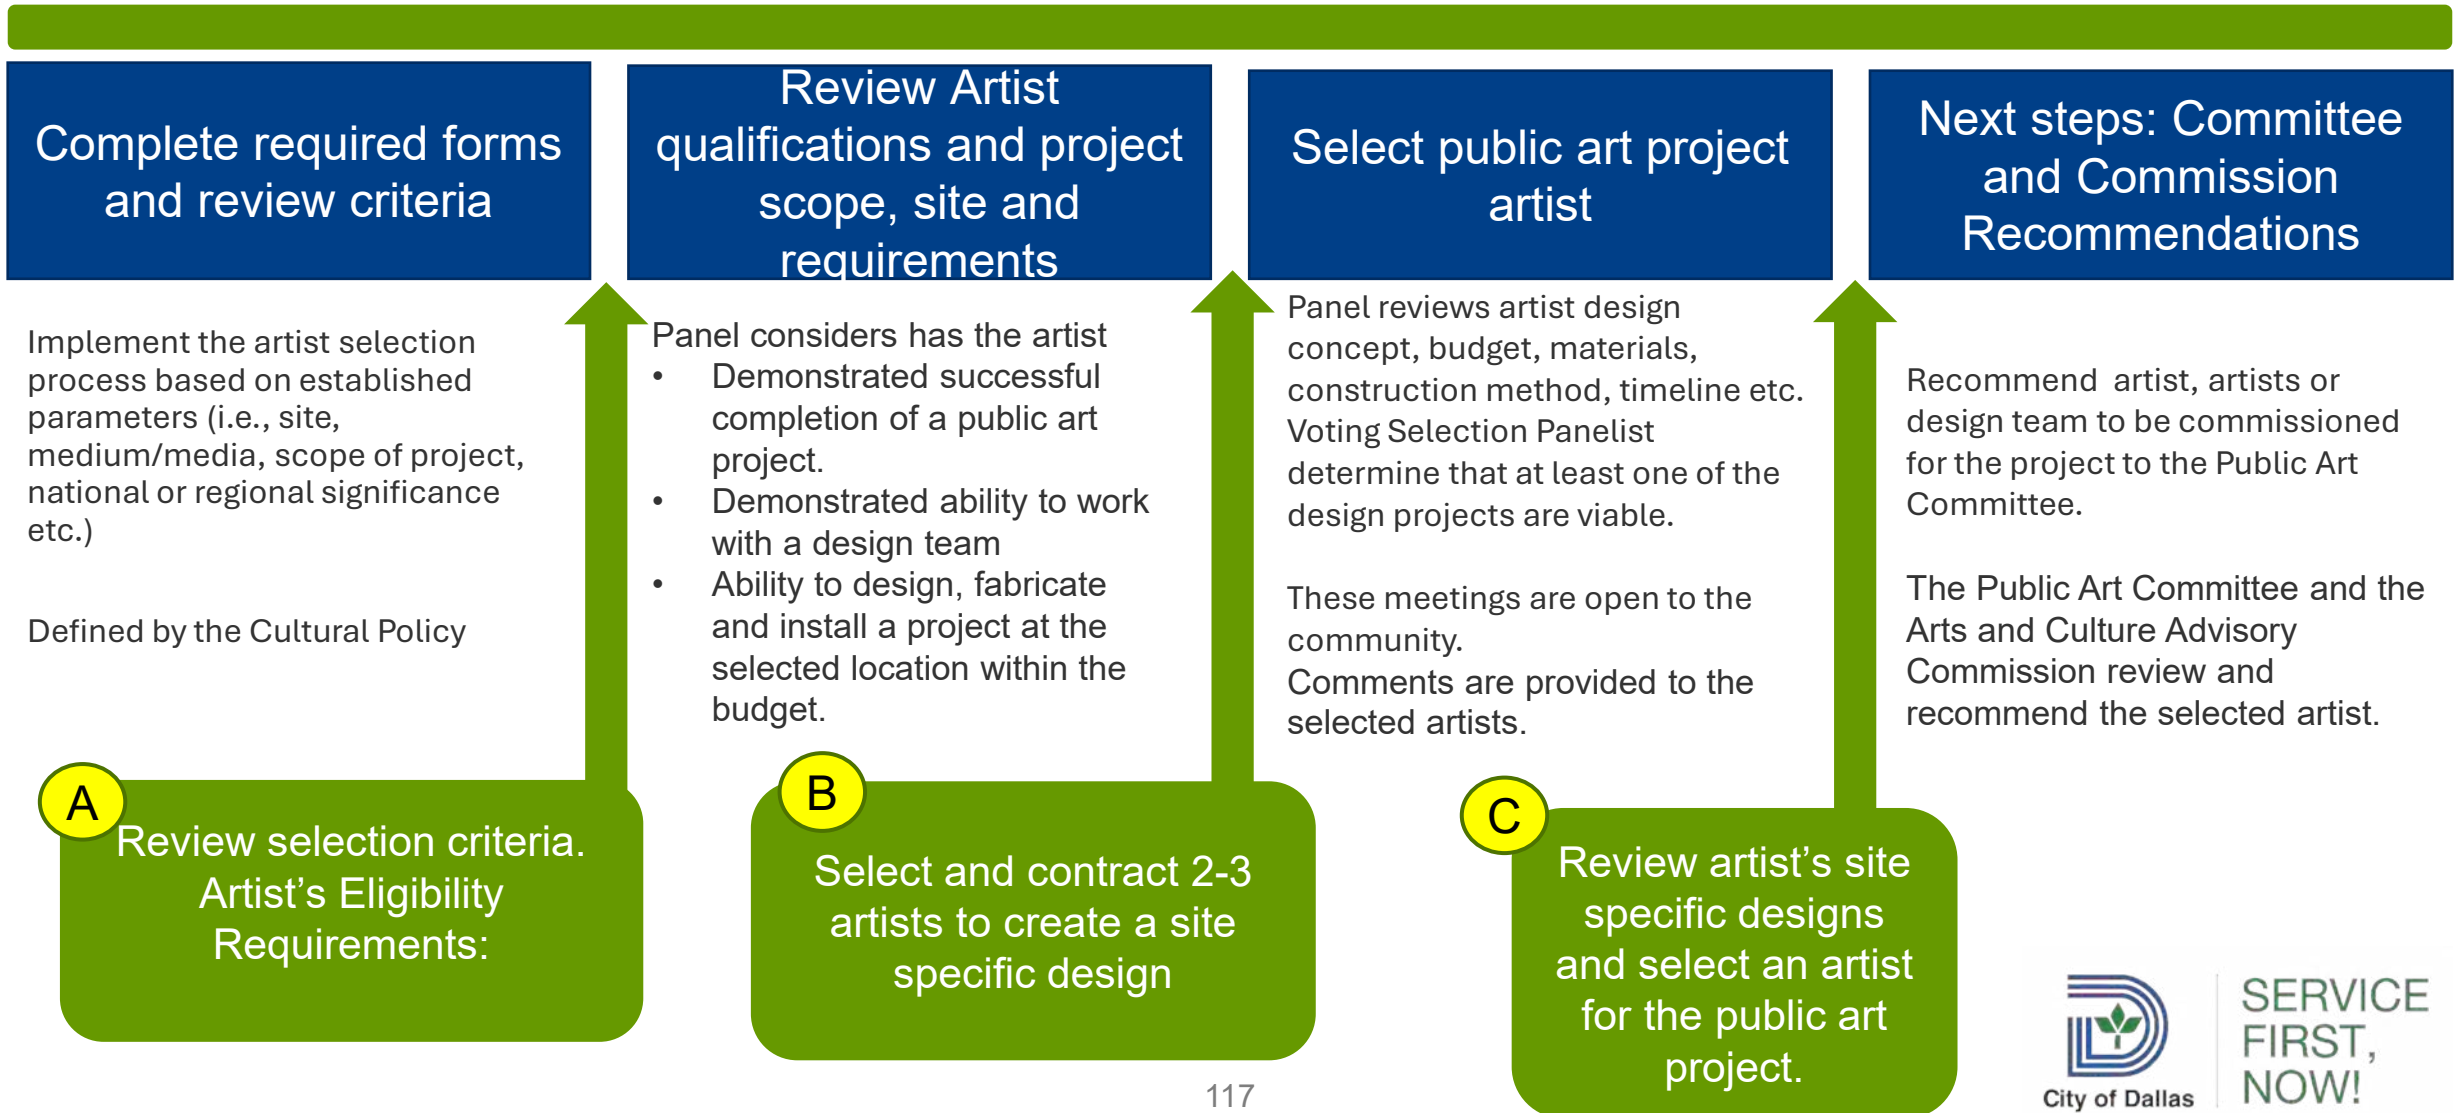 Complete required forms
and review criteria
Review Artist
qualifications and project
scope, site and
requirements
Select public art project
artist
Next steps: Committee
and Commission
Recommendations
Implement the artist selection
process based on established
parameters (i.e., site,
medium/media, scope of project,
national or regional significance
etc.)
Defined by the Cultural Policy
Panel considers has the artist
• Demonstrated successful
completion of a public art
project.
• Demonstrated ability to work
with a design team
• Ability to design, fabricate
and install a project at the
selected location within the
budget.
Panel reviews artist design
concept, budget, materials,
construction method, timeline etc.
Voting Selection Panelist
determine that at least one of the
design projects are viable.
These meetings are open to the
community.
Comments are provided to the
selected artists.
Recommend artist, artists or
design team to be commissioned
for the project to the Public Art
Committee.
The Public Art Committee and the
Arts and Culture Advisory
Commission review and
recommend the selected artist.
A
Review selection criteria.
Artist’s Eligibility
Requirements:
B
Select and contract 2-3
artists to create a site
specific design
C
Review artist’s site
specific designs
and select an artist
for the public art
project.
117
City of Dallas
SERVICE
FIRST,
NOW!